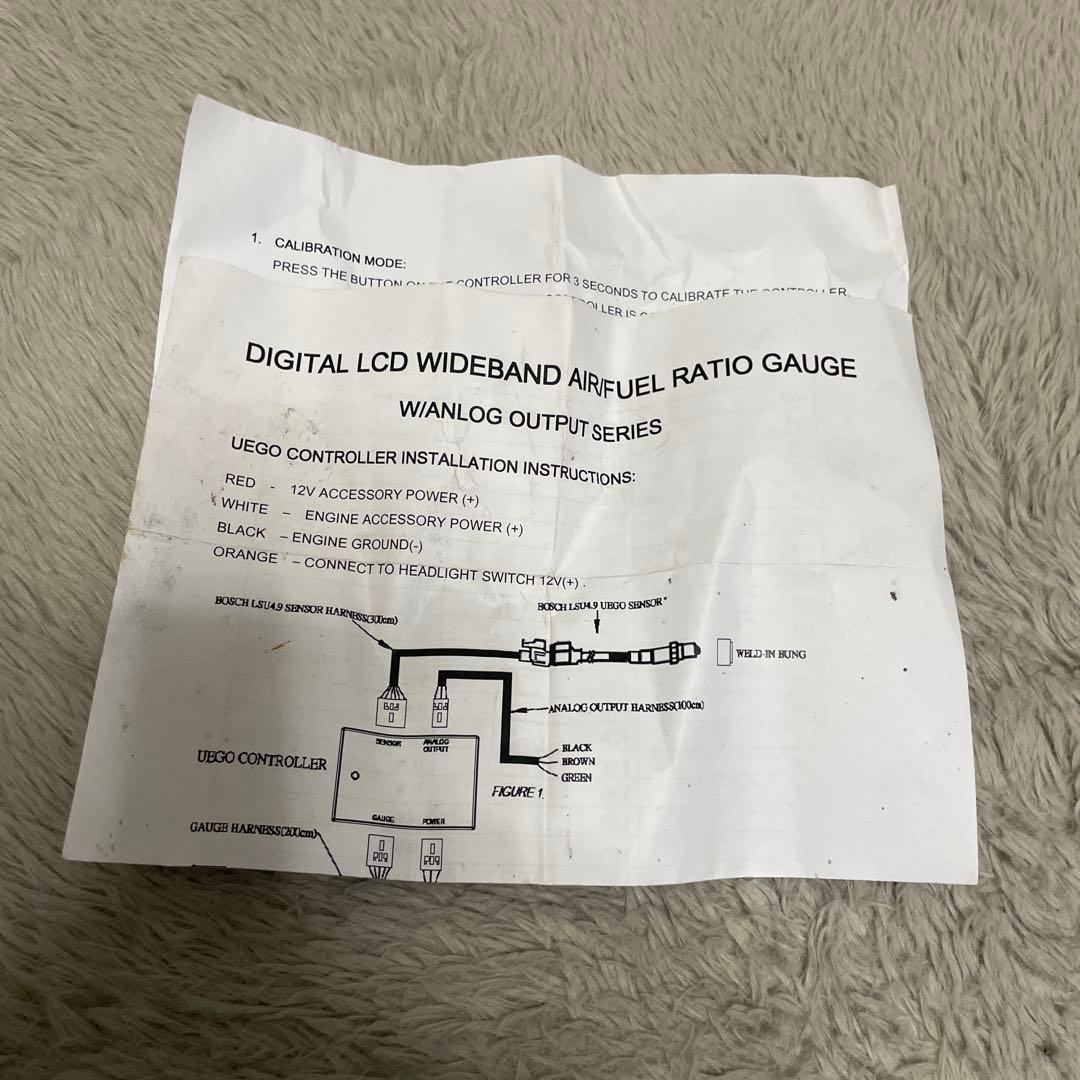 1. CALIBRATION MODE:
PRESS THE BUTTON CONTROLLER FOR 3 SECONDS TO CALIBRATE
DIGITAL LCD WIDEBAND AIR/FUEL RATIO GAUGE
W/ANLOG OUTPUT SERIES
UEGO CONTROLLER INSTALLATION INSTRUCTIONS:
RED - 12V ACCESSORY POWER (+)
WHITE – ENGINE ACCESSORY POWER (+)
BLACK – ENGINE GROUND(-)
ORANGE – CONNECT TO HEADLIGHT SWITCH 12V(+) .
BOSCH LSU4.9 SENSOR HARNESS(300cm)
BOSCH LSU4.9 UEGO SENSOR*
WELD-IN BUNG
ANALOG OUTPUT HARNESS(100cm)
SENSOR
ANALOG
OUTPUT
BLACK
BROWN
GREEN
UEGO CONTROLLER
FIGURE 1.
GAUGE
POWER
GAUGE HARNESS(200cm)